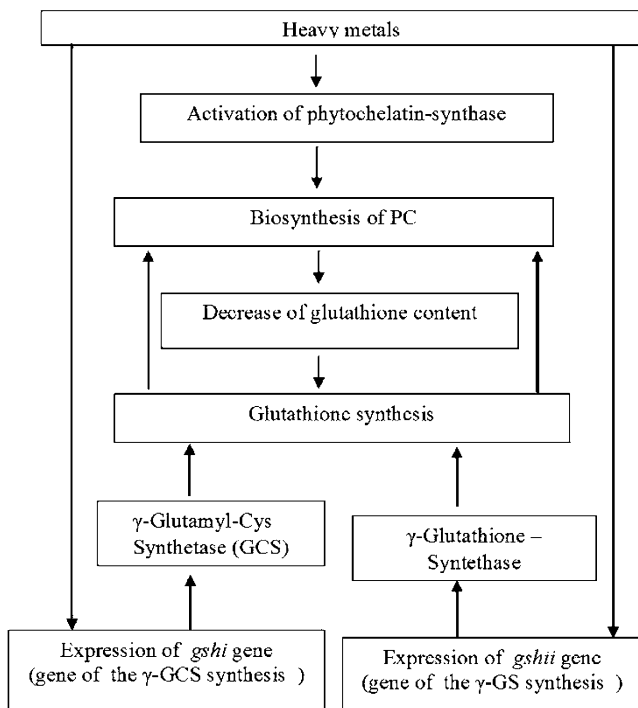 Heavy metals
Activation of phytochelatin-synthase
Biosynthesis of PC
Decrease of glutathione content
Glutathione synthesis
γ-Glutamyl-Cys
Synthetase (GCS)
γ-Glutathione –
Syntethase
Expression of gshi gene
(gene of the γ-GCS synthesis )
Expression of gshii gene
(gene of the γ-GS synthesis )